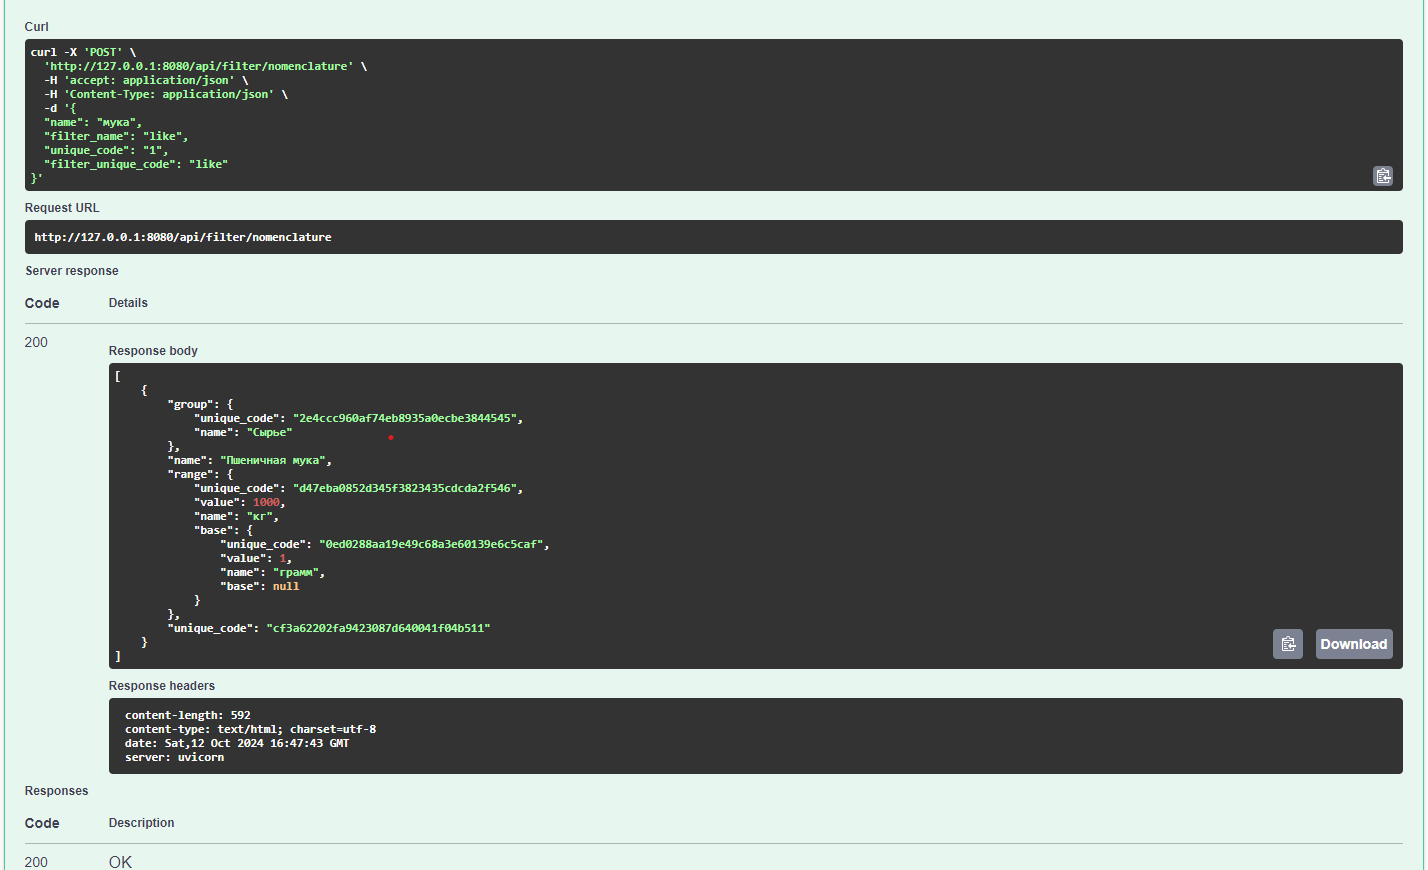 Curl
curl -X 'POST' \
'http://127.0.0.1:8080/api/filter/nomenclature' \
-H 'accept: application/json' \
-H 'Content-Type: application/json' \
-d '{
"name": "мука",
"filter_name": "like",
"unique_code": "1",
"filter_unique_code": "like"
}'
Request URL
http://127.0.0.1:8080/api/filter/nomenclature
Server response
Code Details
200
Response body
[
{
"group": {
"unique_code": "2e4ccc960af74eb8935a0ecbe3844545",
"name": "Сырье"
},
"name": "Пшеничная мука",
"range": {
"unique_code": "d47eba0852d345f3823435cdcda2f546",
"value": 1000,
"name": "кг",
"base": {
"unique_code": "0ed0288aa19e49c68a3e60139e6c5caf",
"value": 1,
"name": "грамм",
"base": null
}
},
"unique_code": "cf3a62202fa9423087d640041f04b511"
}
]
Download
Response headers
content-length: 592
content-type: text/html; charset=utf-8
date: Sat,12 Oct 2024 16:47:43 GMT
server: uvicorn
Responses
Code Description
200 OK